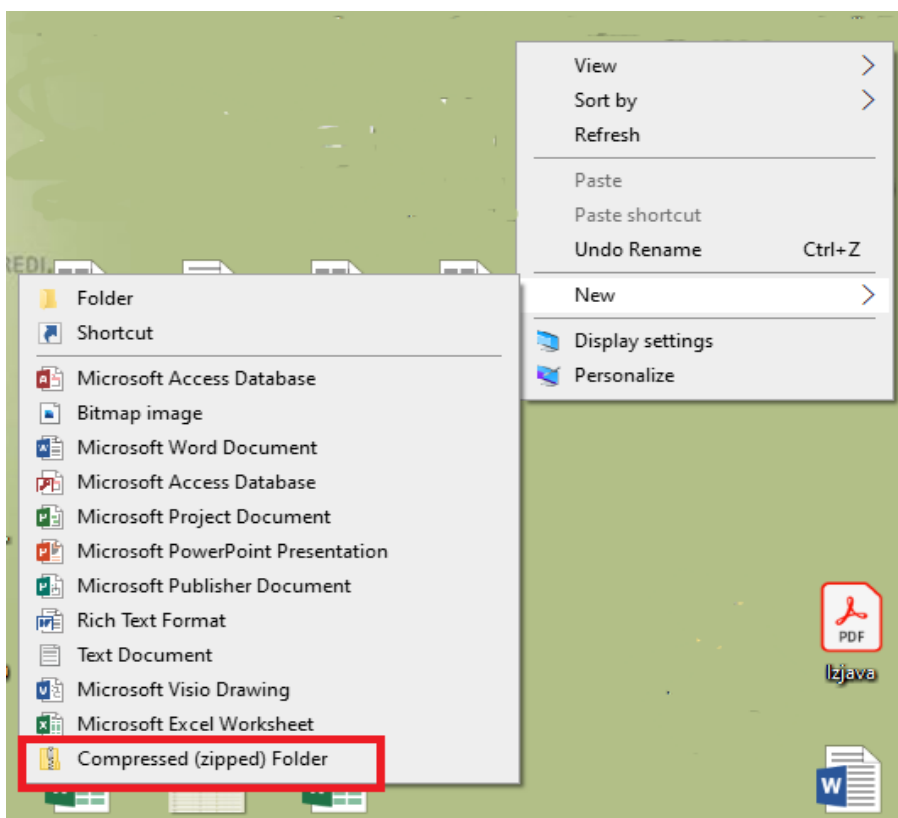 View
Sort by
Refresh
Paste
Paste shortcut
Undo Rename Ctrl+Z
New
Display settings
Personalize
REDI.
Folder
Shortcut
Microsoft Access Database
Bitmap image
Microsoft Word Document
Microsoft Access Database
Microsoft Project Document
Microsoft PowerPoint Presentation
Microsoft Publisher Document
Rich Text Format
Text Document
Microsoft Visio Drawing
Microsoft Excel Worksheet
Compressed (zipped) Folder
PDF
Izjava